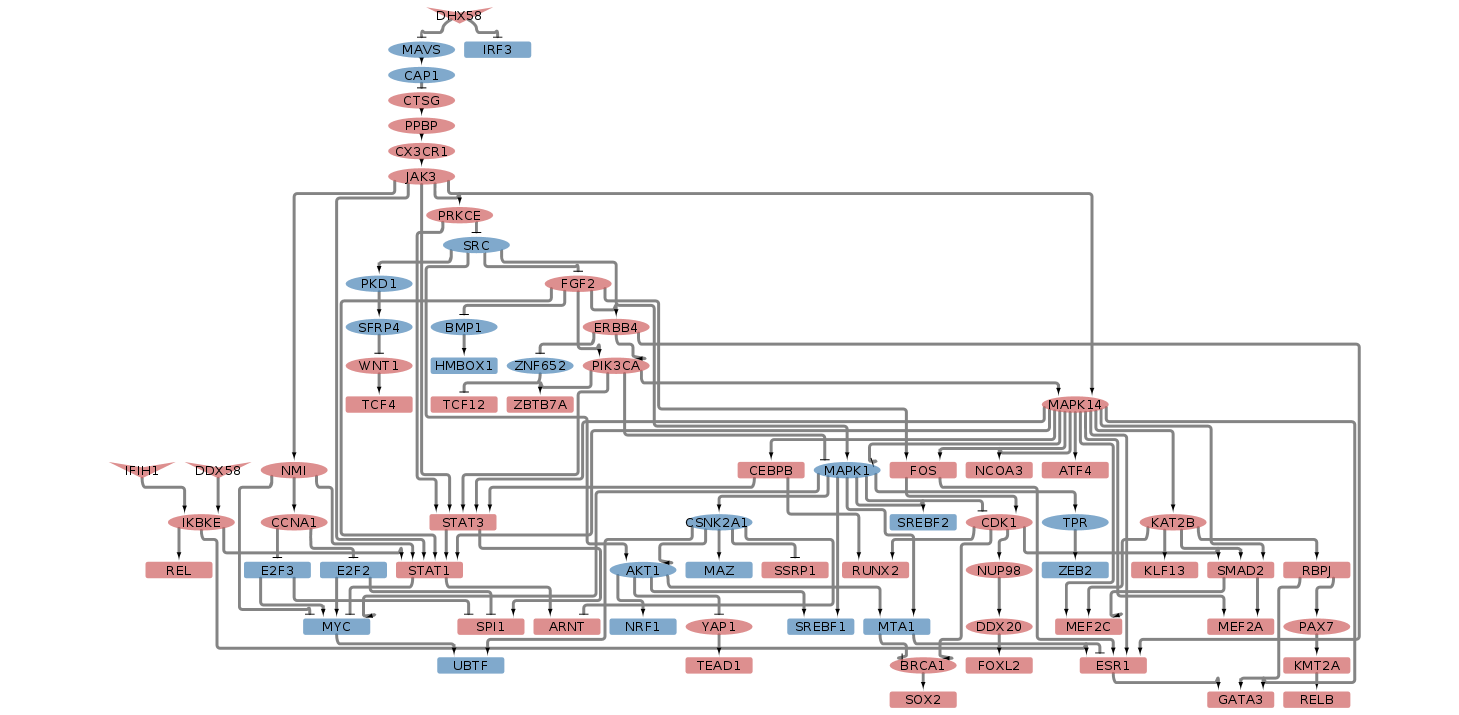 DHX58
MAVS IRF3
CAP1
CTSG
PPBP
CX3CR1
JAK3
PRKCE
SRC
PKD1 FGF2
SFRP4 BMP1 ERBB4
WNT1 HMBOX1 ZNF652 PIK3CA
TCF4 TCF12 ZBTB7A MAPK14
IFIH1 DDX58 NMI CEBPB MAPK1 FOS NCOA3 ATF4
IKBKE CCNA1 STAT3 CSNK2A1 SREBF2 CDK1 TPR KAT2B
REL E2F3 E2F2 STAT1 AKT1 MAZ SSRP1 RUNX2 NUP98 ZEB2 KLF13 SMAD2 RBPJ
MYC SPI1 ARNT NRF1 YAP1 SREBF1 MTA1 DDX20 MEF2C MEF2A PAX7
UBTF TEAD1 BRCA1 FOXL2 ESR1 KMT2A
SOX2 GATA3 RELB